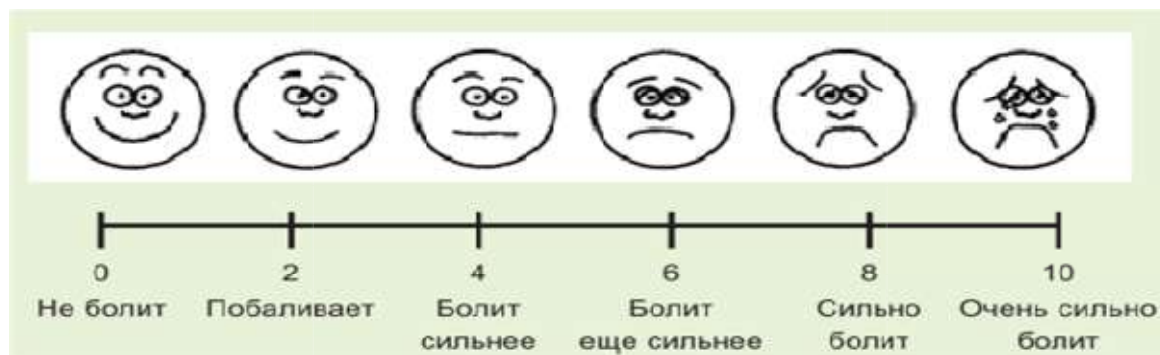 0 2 4 6 8 10
Не болит Побаливает Болит Болит Сильно Очень сильно
сильнее еще сильнее болит болит